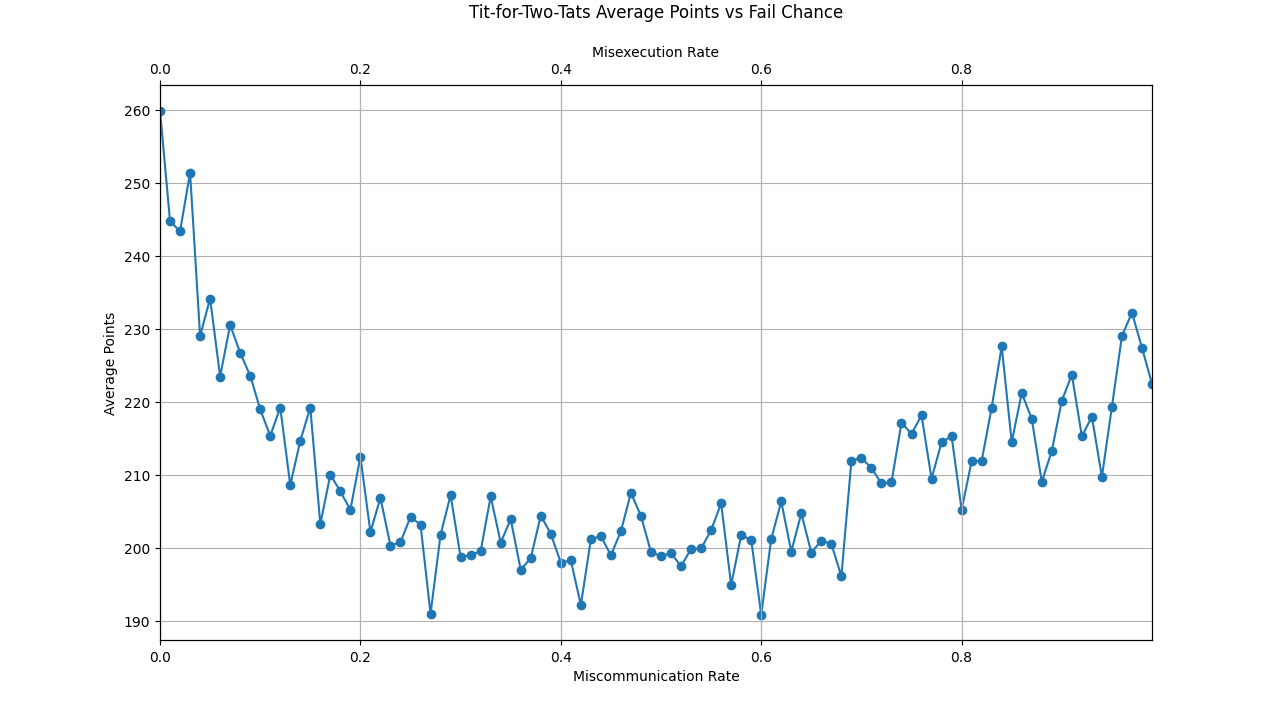 Tit-for-Two-Tats Average Points vs Fail Chance
Misexecution Rate
0.0 0.2 0.4 0.6 0.8
260
250
240
230
220
210
200
190
Average Points
0.0 0.2 0.4 0.6 0.8
Miscommunication Rate